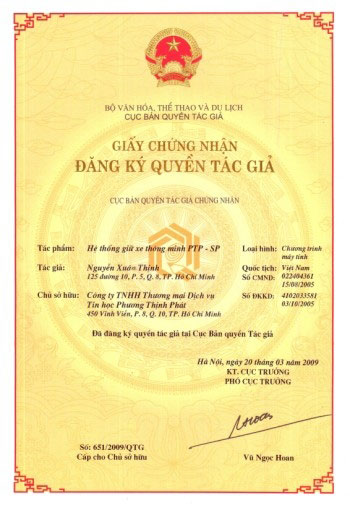 BỘ VĂN HÓA, THỂ THAO VÀ DU LỊCH
CỤC BẢN QUYỀN TÁC GIẢ
GIẤY CHỨNG NHẬN
ĐĂNG KÝ QUYỀN TÁC GIẢ
CỤC BẢN QUYỀN TÁC GIẢ CHỨNG NHẬN
Tác phẩm: Hệ thống giữ xe thông minh PTP - SP Loại hình: Chương trình máy tính
Tác giả: Nguyễn Xuân Thịnh Quốc tịch: Việt Nam
125 đường 10, P. 5, Q. 8, TP. Hồ Chí Minh Số CMND: 022404361
15/08/2005
Chủ sở hữu: Công ty TNHH Thương mại Dịch vụ Số ĐKKD: 4102033581
Tin học Phương Thịnh Phát 03/10/2005
450 Vĩnh Viễn, P. 8, Q. 10, TP. Hồ Chí Minh
Đã đăng ký quyền tác giả tại Cục Bản quyền Tác giả
Hà Nội, ngày 20 tháng 03 năm 2009
KT. CỤC TRƯỞNG
PHÓ CỤC TRƯỞNG
Số: 651/2009/QTG
Cấp cho Chủ sở hữu Vũ Ngọc Hoan